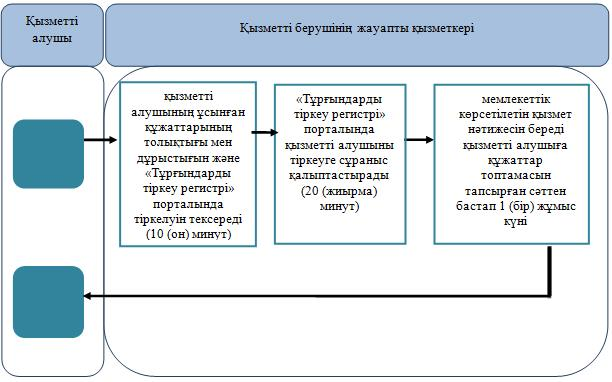 Қызметті
алушы
Қызметті берушінің жауапты қызметкері
қызметті
алушының ұсынған
құжаттарының
толықтығы мен
дұрыстығын және
«Тұрғындарды
тіркеу регистрі»
порталында
тіркелуін тексереді
(10 (он) минут)
«Тұрғындарды
тіркеу регистрі»
порталында
қызметті алушыны
тіркеуге сұраныс
қалыптастырады
(20 (жиырма)
минут)
мемлекеттік
көрсетілетін қызмет
нәтижесін береді
қызметті алушыға
құжаттар
топтамасын
тапсырған сәттен
бастап 1 (бір) жұмыс
күні